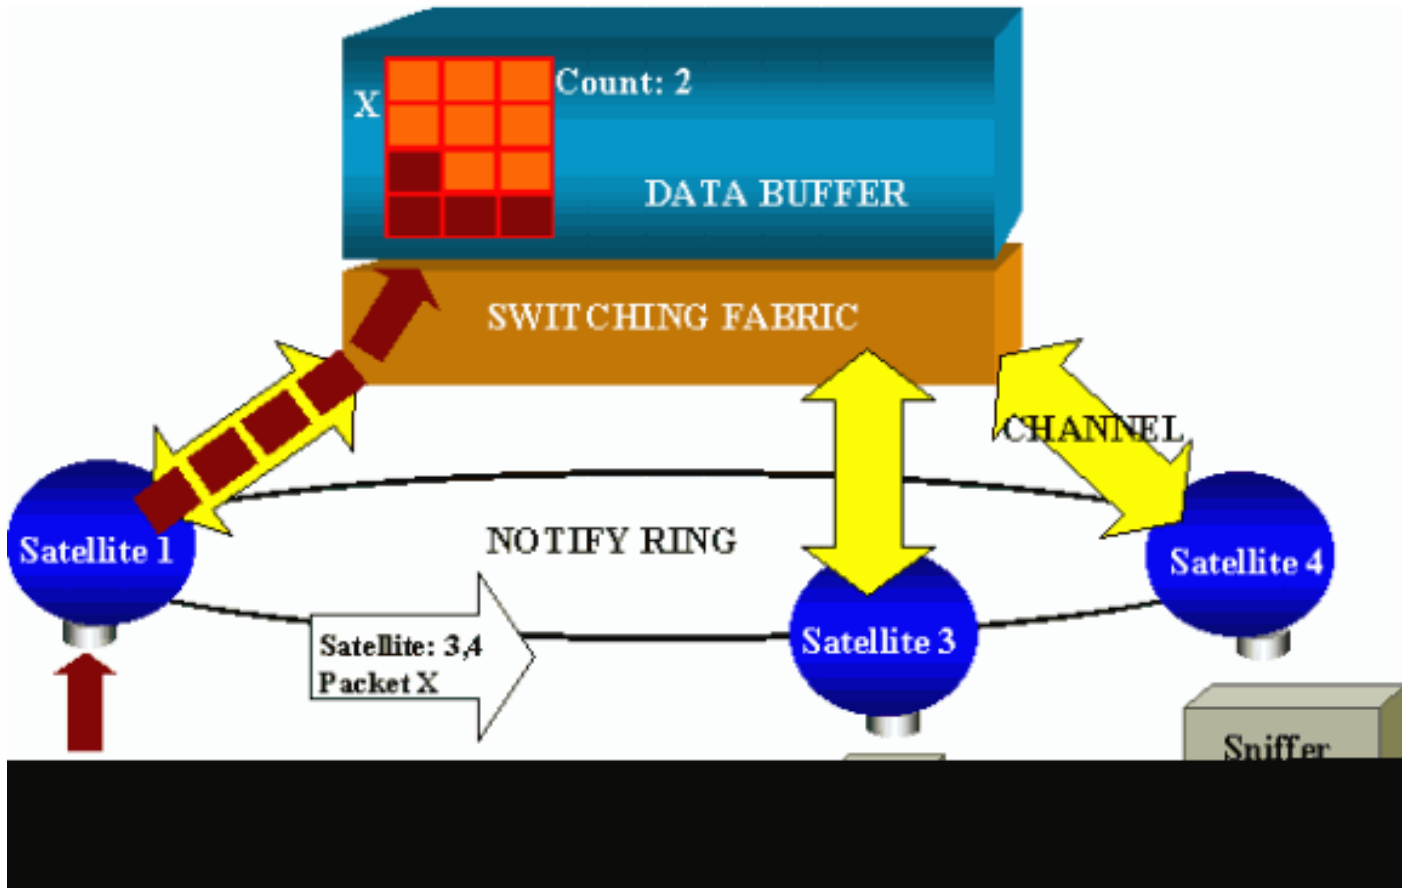 X
Count: 2
DATA BUFFER
SWITCHING FABRIC
CHANNEL
NOTIFY RING
Satellite 1
Satellite 4
Satellite: 3,4
Packet X
Satellite 3
Sniffer